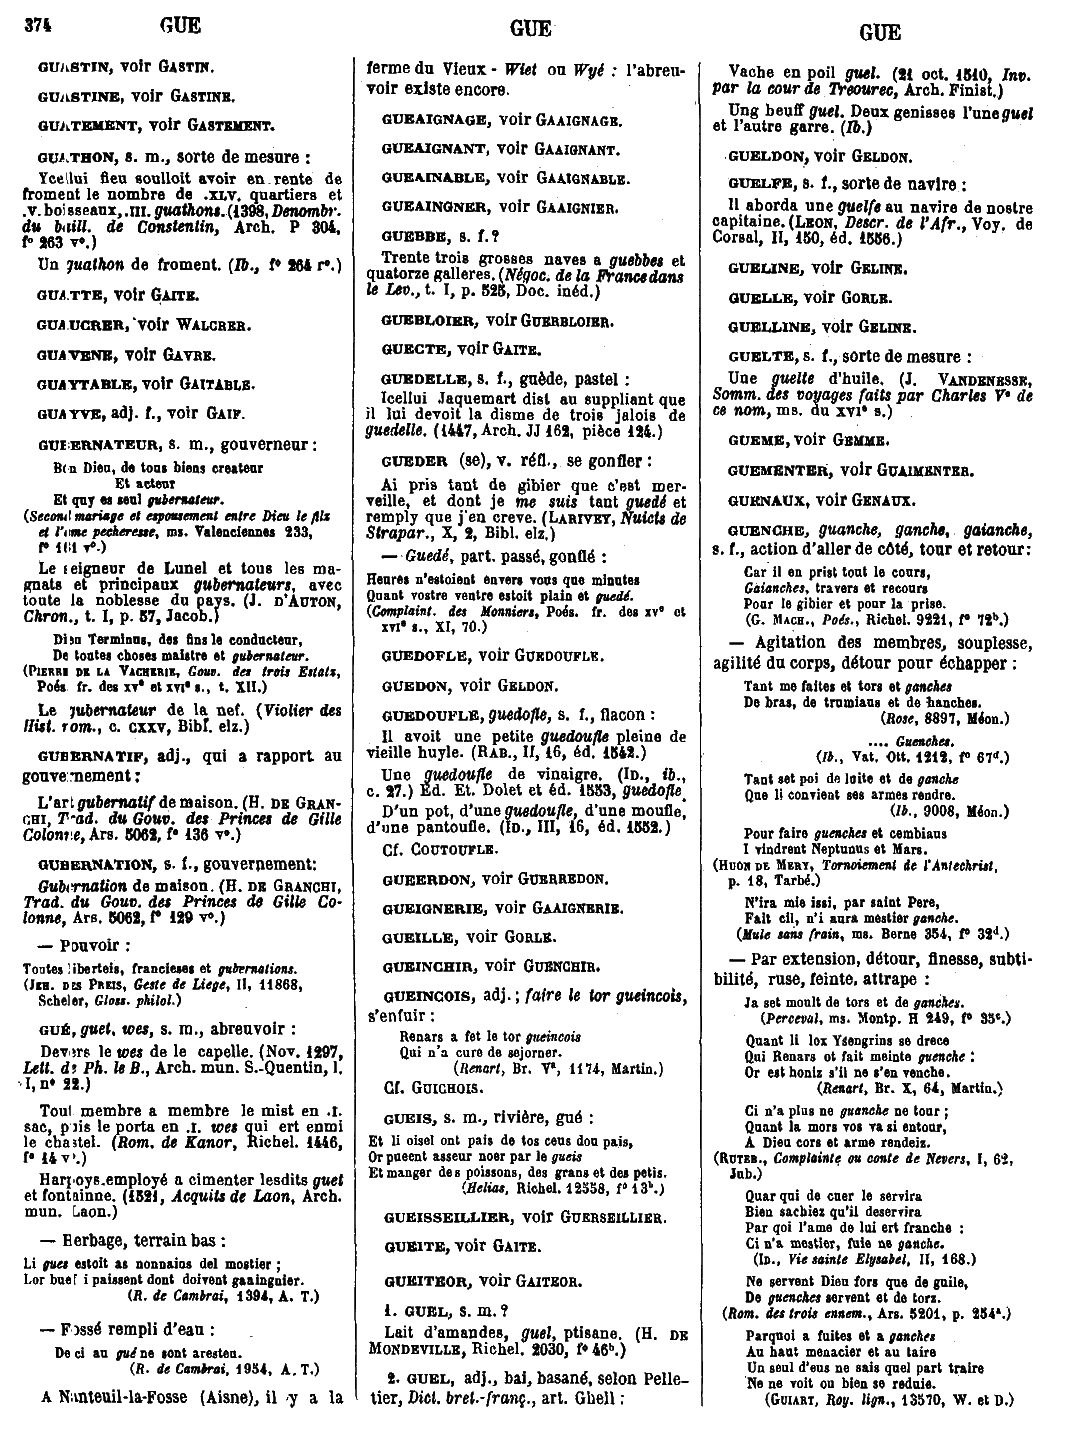 374 GUE GUE GUE
GUASTIN, voir GASTIN.
GUASTINE, voir GASTINE.
GUATEMENT, voir GASTEMENT.
GUATHON, s. m., sorte de mesure :
Ycellui fieu soulloit avoir en rente de
froment le nombre de .XLV. quartiers et
.V. boisseaux, .III. guathons. (1398, Denombr.
du baill. de Constentin, Arch. P 304,
f° 263 v°.)
Un guathon de froment. (Ib., f° 264 r°.)
GUATTE, voir GAITE.
GUAUCRER, voir WALCRER.
GUAVENE, voir GAVRE.
GUAYTABLE, voir GAITABLE.
GUAYVE, adj. f., voir GAIF.
GUBERNATEUR, s. m., gouverneur :
Bon Dieu, de tous biens createur
Et acteur
Et quy es seul gubernateur.
(Second mariage et espousement entre Dieu le filz
et l'ame pecheresse, ms. Valenciennes 233,
f° 161 v°.)
Le seigneur de Lunel et tous les ma-
gnats et principaux gubernateurs, avec
toute la noblesse du pays. (J. D'AUTON,
Chron., t. I, p. 57, Jacob.)
Dieu Terminus, des fins le conducteur,
De toutes choses maistre et gubernateur.
(PIERRE DE LA VACHERIE, Gouv. des trois Estatz,
Poés. fr. des XV° et XVI° s., t. XII.)
Le gubernateur de la nef. (Violier des
Hist. rom., c. CXXV, Bibl. elz.)
GUBERNATIF, adj., qui a rapport au
gouvernement :
L'art gubernatif de maison. (H. DE GRAN-
CHI, Trad. du Gouv. des Princes de Gille
Colonne, Ars. 5062, f° 136 v°.)
GUBERNATION, s. f., gouvernement:
Gubernation de maison. (H. DE GRANCHI,
Trad. du Gouv. des Princes de Gille Co-
lonne, Ars. 5062, f° 129 v°.)
— Pouvoir :
Toutes liberteis, franciezes et gubernations.
(JEH. DES PREIS, Geste de Liege, II, 11868,
Scheler, Gloss. philol.)
GUÉ, guet, wes, s. m., abreuvoir :
Devers le wes de le capelle. (Nov. 1297,
Lett. de Ph. le B., Arch. mun. S.-Quentin, l.
I, n° 22.)
Tout membre a membre le mist en .I.
sac, puis le porta en .I. wes qui ert enmi
le chastel. (Rom. de Kanor, Richel. 1446,
f° 14 v°.)
Harnoys employé a cimenter lesdits guet
et fontainne. (1521, Acquits de Laon, Arch.
mun. Laon.)
— Herbage, terrain bas :
Li gues estoit as nonnains del mostier ;
Lor buef i paissent dont doivent gaaingnier.
(R. de Cambrai, 1394, A. T.)
— Fossé rempli d'eau :
De ci au gué ne sont aresteu.
(R. de Cambrai, 1954, A. T.)
A Nanteuil-la-Fosse (Aisne), il y a la
ferme du Vieux - Wiet ou Wyé : l'abreu-
voir existe encore.
GUEAIGNAGE, voir GAAIGNAGE.
GUEAIGNANT, voir GAAIGNANT.
GUEAINABLE, voir GAAIGNABLE.
GUEAINGNER, voir GAAIGNIER.
GUEBBE, s. f.?
Trente trois grosses naves a guebbes et
quatorze galleres. (Négoc. de la France dans
le Lev., t. I, p. 525, Doc. inéd.)
GUEBLOIER, voir GUERBLOIER.
GUECTE, voir GAITE.
GUEDELLE, s. f., guède, pastel :
Icellui Jaquemart dist au suppliant que
il lui devoit la disme de trois jalois de
guedelle. (1447, Arch. JJ 162, pièce 124.)
GUEDER (se), v. réfl., se gonfler :
Ai pris tant de gibier que c'est mer-
veille, et dont je me suis tant guedé et
remply que j'en creve. (LARIVEY, Nuicts de
Strapar., X, 2, Bibl. elz.)
— Guedé, part. passé, gonflé :
Heures n'estoient envers vous que minutes
Quant vostre ventre estoit plain et guedé.
(Complaint. des Monniers, Poés. fr. des XV° et
XVI° s., XI, 70.)
GUEDOFLE, voir GUEDOUFLE.
GUEDON, voir GELDON.
GUEDOUFLE, guedofle, s. f., flacon :
Il avoit une petite guedoufle pleine de
vieille huyle. (RAB., II, 16, éd. 1542.)
Une guedoufle de vinaigre. (ID., ib.,
c. 27.) Ed. Et. Dolet et éd. 1553, guedofle.
D'un pot, d'une guedoufle, d'une moufle,
d'une pantoufle. (ID., III, 16, éd. 1552.)
Cf. COUTOUFLE.
GUEERDON, voir GUERREDON.
GUEIGNERIE, voir GAAIGNERIE.
GUEILLE, voir GORLE.
GUEINCHIR, voir GUENCHIR.
GUEINCOIS, adj. ; faire le tor gueincois,
s'enfuir :
Renars a fet le tor gueincois
Qui n'a cure de sejorner.
(Renart, Br. Vª, 1174, Martin.)
Cf. GUICHOIS.
GUEIS, s. m., rivière, gué :
Et li oisel ont pais de tos ceus dou pais,
Or pueent asseur noer par le gueis
Et manger des poissons, des grans et des petis.
(Helias, Richel. 12558, f° 13ᵇ.)
GUEISSEILLIER, voir GUERSEILLIER.
GUEITE, voir GAITE.
GUEITEOR, voir GAITEOR.
1. GUEL, s. m.?
Lait d'amandes, guel, ptisane. (H. DE
MONDEVILLE, Richel. 2030, f° 46ᵇ.)
2. GUEL, adj., bai, basané, selon Pelle-
tier, Dict. bret.-franç., art. Ghell :
Vache en poil guel. (21 oct. 1510, Inv.
par la cour de Treourec, Arch. Finist.)
Ung beuff guel. Deux genisses l'une guel
et l'autre garre. (Ib.)
GUELDON, voir GELDON.
GUELFE, s. f., sorte de navire :
Il aborda une guelfe au navire de nostre
capitaine. (LEON, Descr. de l'Afr., Voy. de
Corsal, II, 150, éd. 1556.)
GUELINE, voir GELINE.
GUELLE, voir GORLE.
GUELLINE, voir GELINE.
GUELTE, s. f., sorte de mesure :
Une guelte d'huile. (J. VANDENESSE,
Somm. des voyages faits par Charles V° de
ce nom, ms. du XVI° s.)
GUEME, voir GEMME.
GUEMENTER, voir GUAIMENTER.
GUENAUX, voir GENAUX.
GUENCHE, guanche, ganche, gaianche,
s. f., action d'aller de côté, tour et retour:
Car il en prist tout le cours,
Gaianches, travers et recours
Pour le gibier et pour la prise.
(G. MACH., Poés., Richel. 9221, f° 72ᵇ.)
— Agitation des membres, souplesse,
agilité du corps, détour pour échapper :
Tant me faites et tors et ganches
De bras, de trumiaus et de hanches.
(Rose, 8897, Méon.)
.... Guenches.
(Ib., Vat. Ott. 1212, f° 67ᵈ.)
Tant set poi de loite et de ganche
Que li convient ses armes rendre.
(Ib., 9008, Méon.)
Pour faire guenches et cembiaus
I vindrent Neptunus et Mars.
(HUON DE MERY, Tornoiement de l'Antechrist,
p. 18, Tarbé.)
N'ira mie issi, par saint Pere,
Fait cil, n'i aura mestier ganche.
(Mule sans frain, ms. Berne 354, f° 32ᵈ.)
— Par extension, détour, finesse, subti-
bilité, ruse, feinte, attrape :
Ja set moult de tors et de ganches.
(Perceval, ms. Montp. H 249, f° 35ᶜ.)
Quant li lox Ysengrins se drece
Qui Renars ot fait meinte guenche :
Or est honiz s'il ne s'en venche.
(Renart, Br. X, 64, Martin.)
Ci n'a plus ne guanche ne tour ;
Quant la mors vos va si entour,
A Dieu cors et arme rendeiz.
(RUTEB., Complainte ou conte de Nevers, I, 62,
Jub.)
Quar qui de cuer le servira
Bien sachiez qu'il deservira
Par qoi l'ame de lui ert franche :
Ci n'a mestier, fuie ne ganche.
(ID., Vie sainte Elysabel, II, 168.)
Ne servent Dieu fors que de guile,
De guenches servent et de torz.
(Rom. des trois ennem., Ars. 5201, p. 254ª.)
Parquoi a fuites et a ganches
Au haut menacier et au taire
Un seul d'eus ne sais quel part traire
Ne ne voit ou bien se reduie.
(GUIART, Roy. lign., 13570, W. et D.)